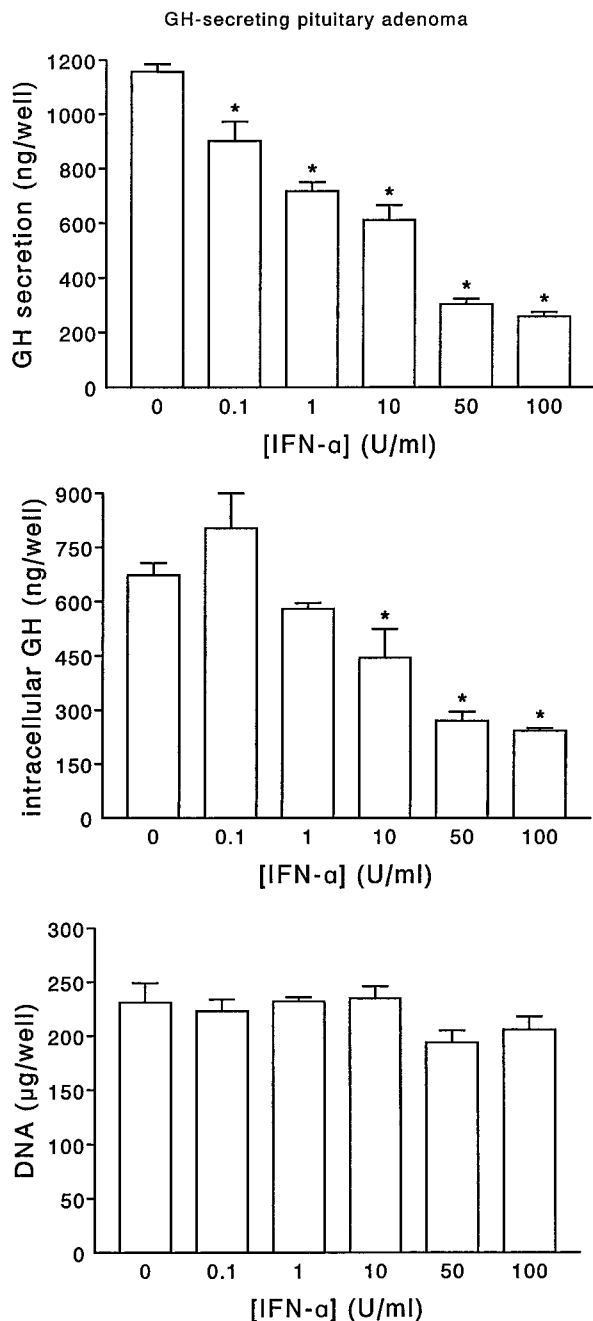 GH-secreting pituitary adenoma
GH secretion (ng/well)
1200
1000
800
600
400
200
0
* * * * *
0 0.1 1 10 50 100
[IFN-α] (U/ml)
intracellular GH (ng/well)
900
750
600
450
300
150
0
* * *
0 0.1 1 10 50 100
[IFN-α] (U/ml)
DNA (µg/well)
300
250
200
150
100
50
0
0 0.1 1 10 50 100
[IFN-α] (U/ml)